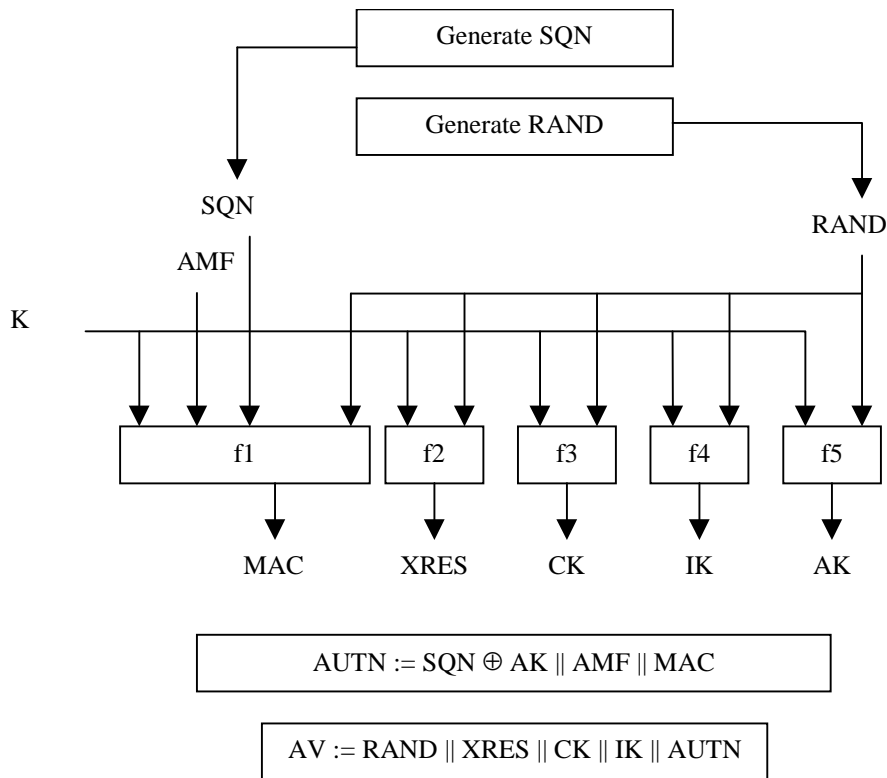 Generate SQN
Generate RAND
SQN
RAND
AMF
K
f1 f2 f3 f4 f5
MAC XRES CK IK AK
AUTN := SQN ⊕ AK || AMF || MAC
AV := RAND || XRES || CK || IK || AUTN